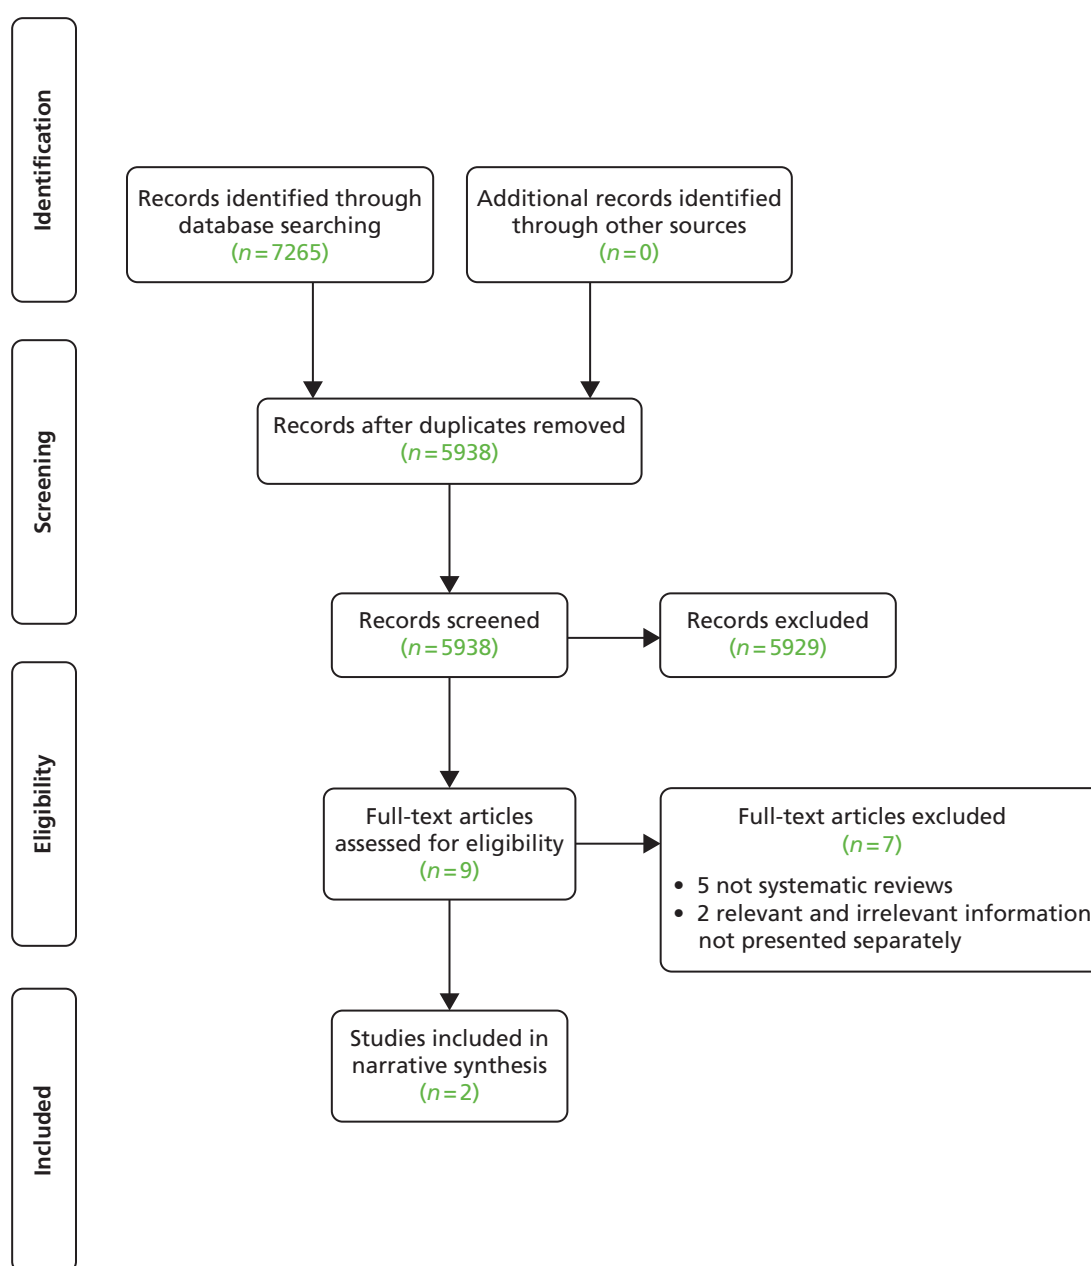 Identification
Records identified through
database searching
(n=7265)
Additional records identified
through other sources
(n=0)
Screening
Records after duplicates removed
(n=5938)
Records screened
(n=5938)
Records excluded
(n=5929)
Eligibility
Full-text articles
assessed for eligibility
(n=9)
Full-text articles excluded
(n=7)
• 5 not systematic reviews
• 2 relevant and irrelevant information
not presented separately
Included
Studies included in
narrative synthesis
(n=2)